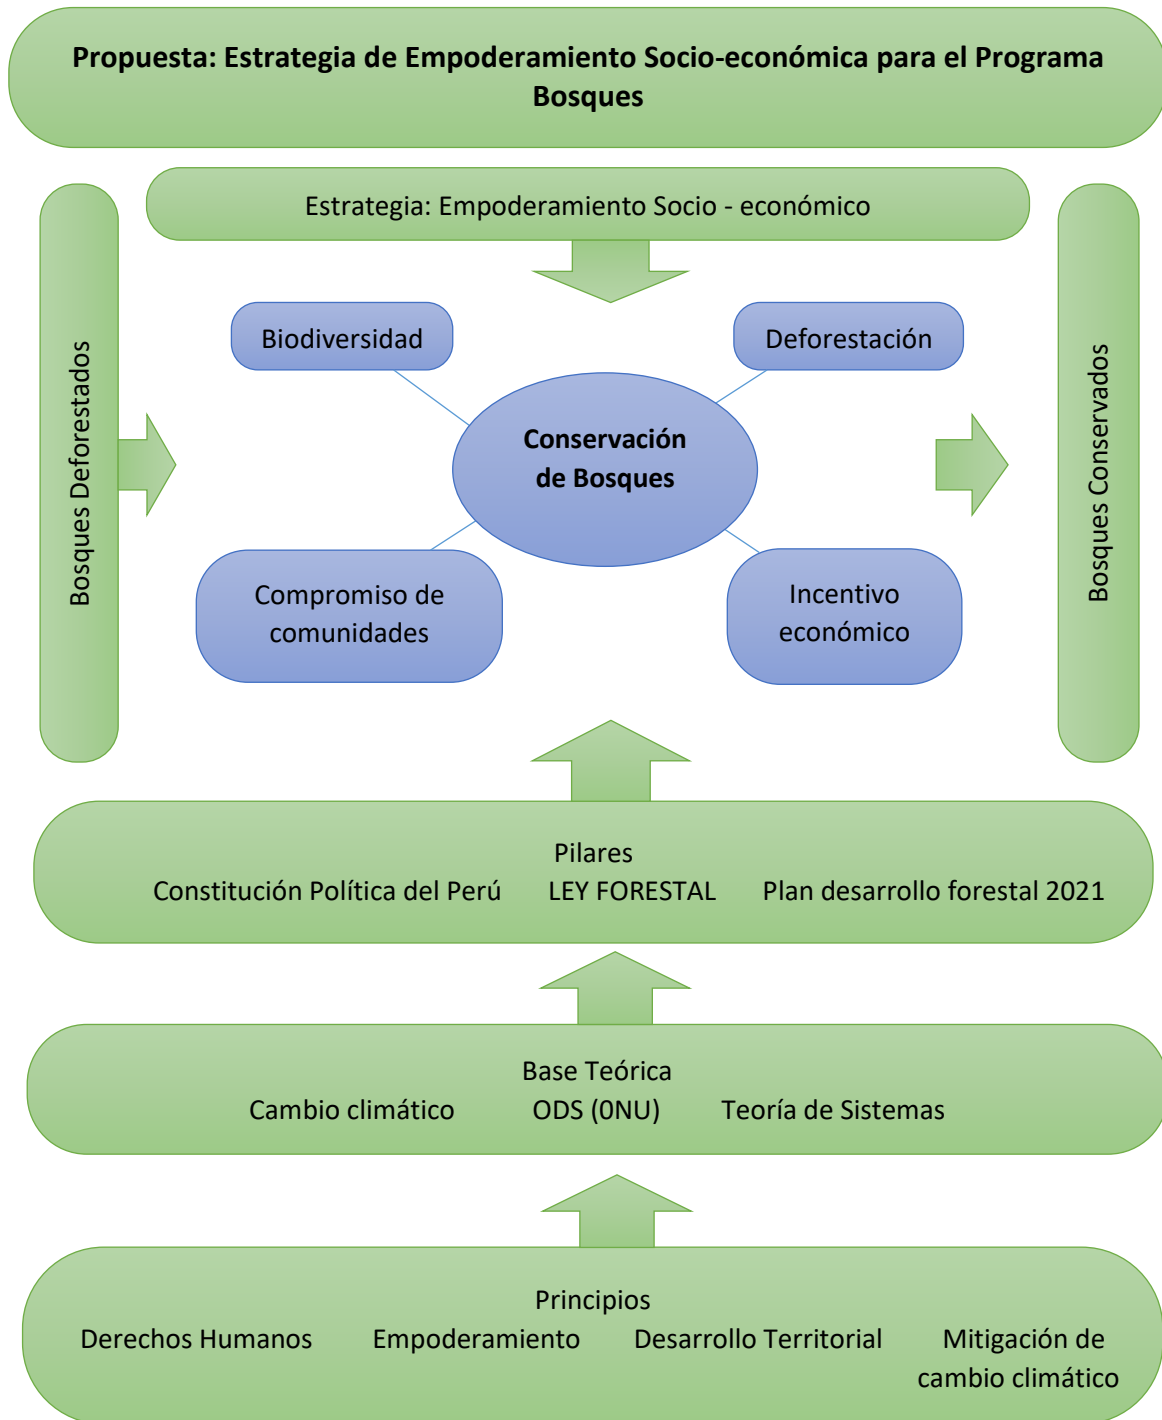 Propuesta: Estrategia de Empoderamiento Socio-económica para el Programa
Bosques
Estrategia: Empoderamiento Socio - económico
Bosques Deforestados
Biodiversidad
Deforestación
Conservación
de Bosques
Compromiso de
comunidades
Incentivo
económico
Bosques Conservados
Pilares
Constitución Política del Perú LEY FORESTAL Plan desarrollo forestal 2021
Base Teórica
Cambio climático ODS (0NU) Teoría de Sistemas
Principios
Derechos Humanos Empoderamiento Desarrollo Territorial Mitigación de
cambio climático